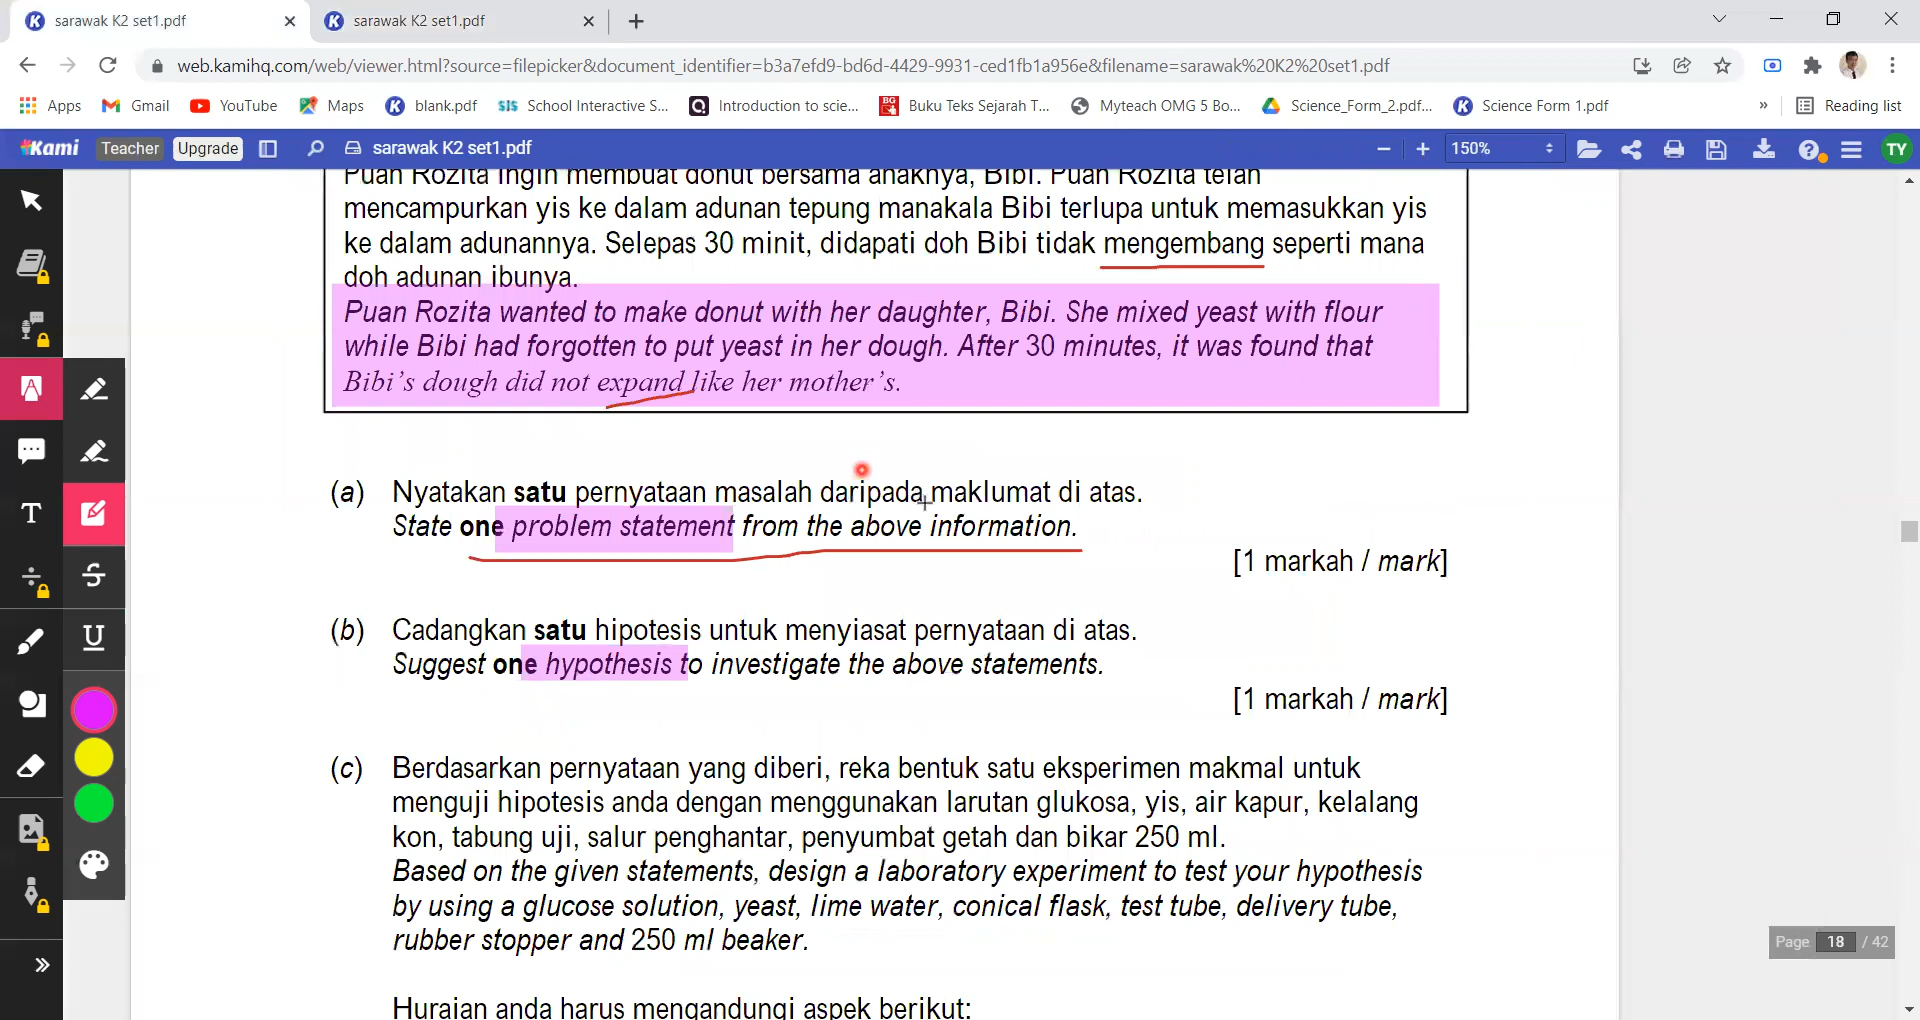 sarawak K2 set1.pdf
sarawak K2 set1.pdf
web.kamihq.com/web/viewer.html?source=filepicker&document_identifier=b3a7efd9-bd6d-4429-9931-ced1fb1a956e&filename=sarawak%20K2%20set1.pdf
Apps Gmail YouTube Maps blank.pdf SIS School Interactive S... Introduction to scie... BG Buku Teks Sejarah T... Myteach OMG 5 Bo... Science_Form_2.pdf... Science Form 1.pdf » Reading list
Kami Teacher Upgrade sarawak K2 set1.pdf 150% TY
Puan Rozita ingin membuat donut bersama anaknya, Bibi. Puan Rozita telah
mencampurkan yis ke dalam adunan tepung manakala Bibi terlupa untuk memasukkan yis
ke dalam adunannya. Selepas 30 minit, didapati doh Bibi tidak mengembang seperti mana
doh adunan ibunya.
Puan Rozita wanted to make donut with her daughter, Bibi. She mixed yeast with flour
while Bibi had forgotten to put yeast in her dough. After 30 minutes, it was found that
Bibi's dough did not expand like her mother's.
(a) Nyatakan satu pernyataan masalah daripada maklumat di atas.
State one problem statement from the above information.
[1 markah / mark]
(b) Cadangkan satu hipotesis untuk menyiasat pernyataan di atas.
Suggest one hypothesis to investigate the above statements.
[1 markah / mark]
(c) Berdasarkan pernyataan yang diberi, reka bentuk satu eksperimen makmal untuk
menguji hipotesis anda dengan menggunakan larutan glukosa, yis, air kapur, kelalang
kon, tabung uji, salur penghantar, penyumbat getah dan bikar 250 ml.
Based on the given statements, design a laboratory experiment to test your hypothesis
by using a glucose solution, yeast, lime water, conical flask, test tube, delivery tube,
rubber stopper and 250 ml beaker.
Page 18 / 42
Huraian anda harus mengandungi aspek berikut: